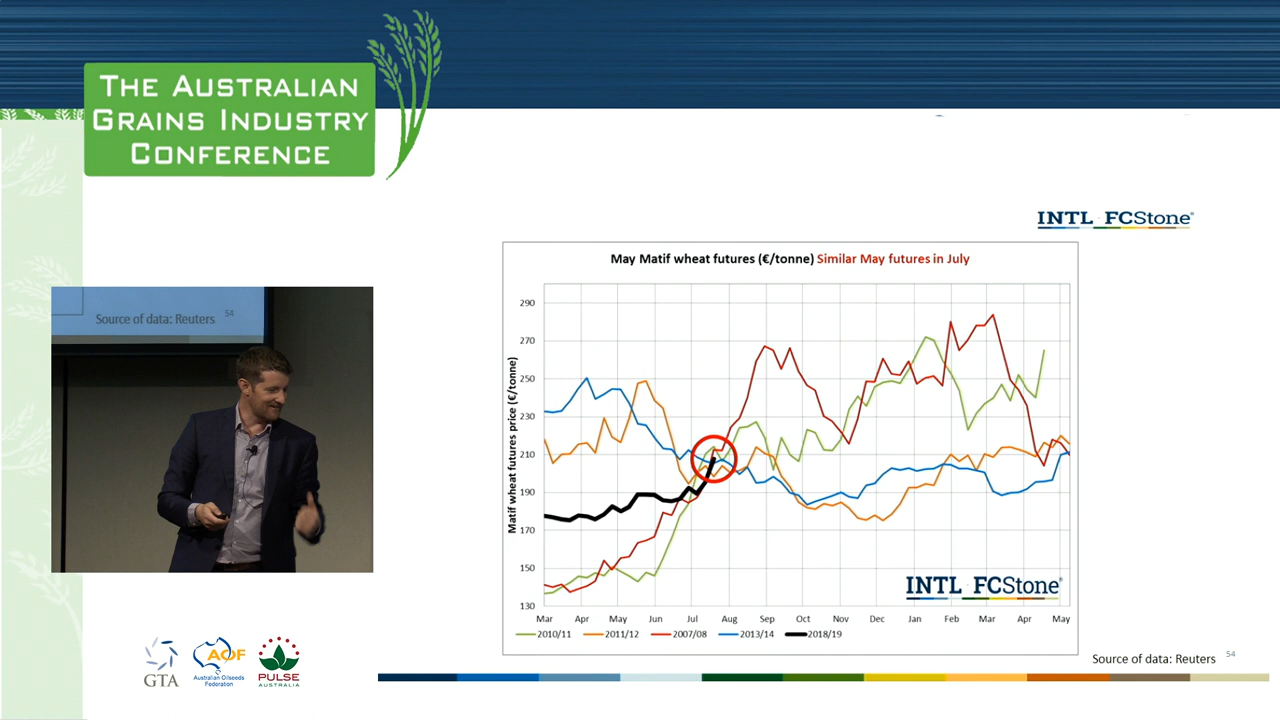 THE AUSTRALIAN
GRAINS INDUSTRY
CONFERENCE
INTL FCStone®
May Matif wheat futures (€/tonne) Similar May futures in July
Matif wheat futures price (€/tonne)
290
270
250
230
210
190
170
150
130
Mar Apr May Jun Jul Aug Sep Oct Nov Dec Jan Feb Mar Apr May
2010/11 2011/12 2007/08 2013/14 2018/19
INTL FCStone®
Source of data: Reuters 54
Source of data: Reuters 54
GTA
AOF
Australian Oilseeds
Federation
PULSE
AUSTRALIA